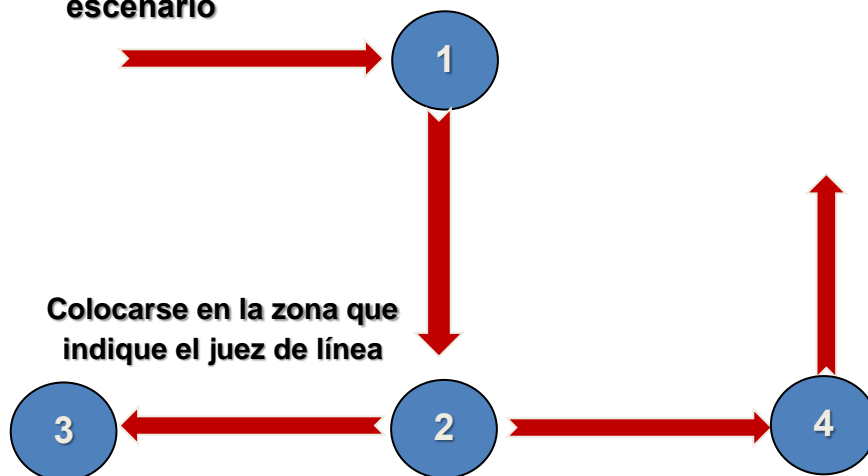 escenario
1
Colocarse en la zona que
indique el juez de línea
3
2
4